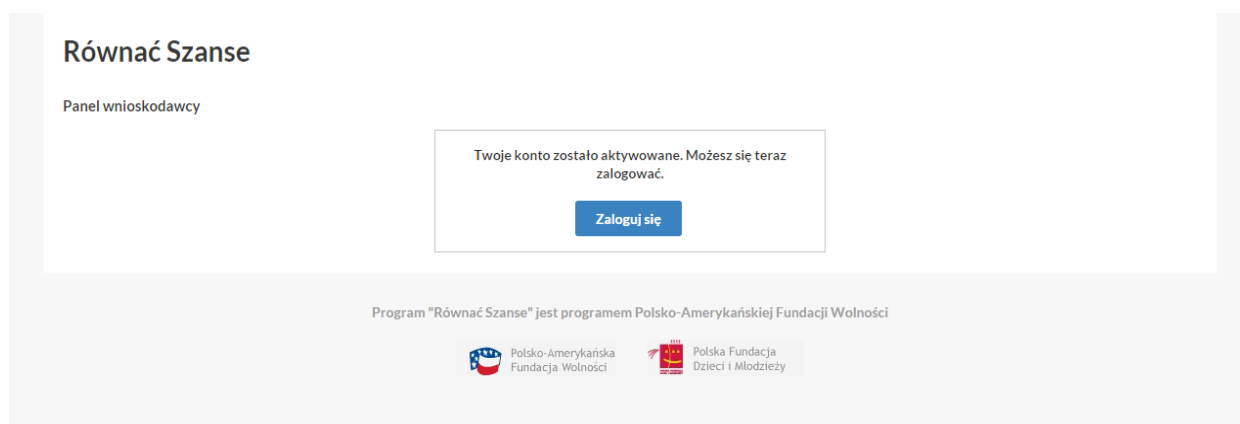 Równać Szanse
Panel wnioskodawcy
Twoje konto zostało aktywowane. Możesz się teraz
zalogować.
Zaloguj się
Program "Równać Szanse" jest programem Polsko-Amerykańskiej Fundacji Wolności
Polsko-Amerykańska
Fundacja Wolności
Polska Fundacja
Dzieci i Młodzieży